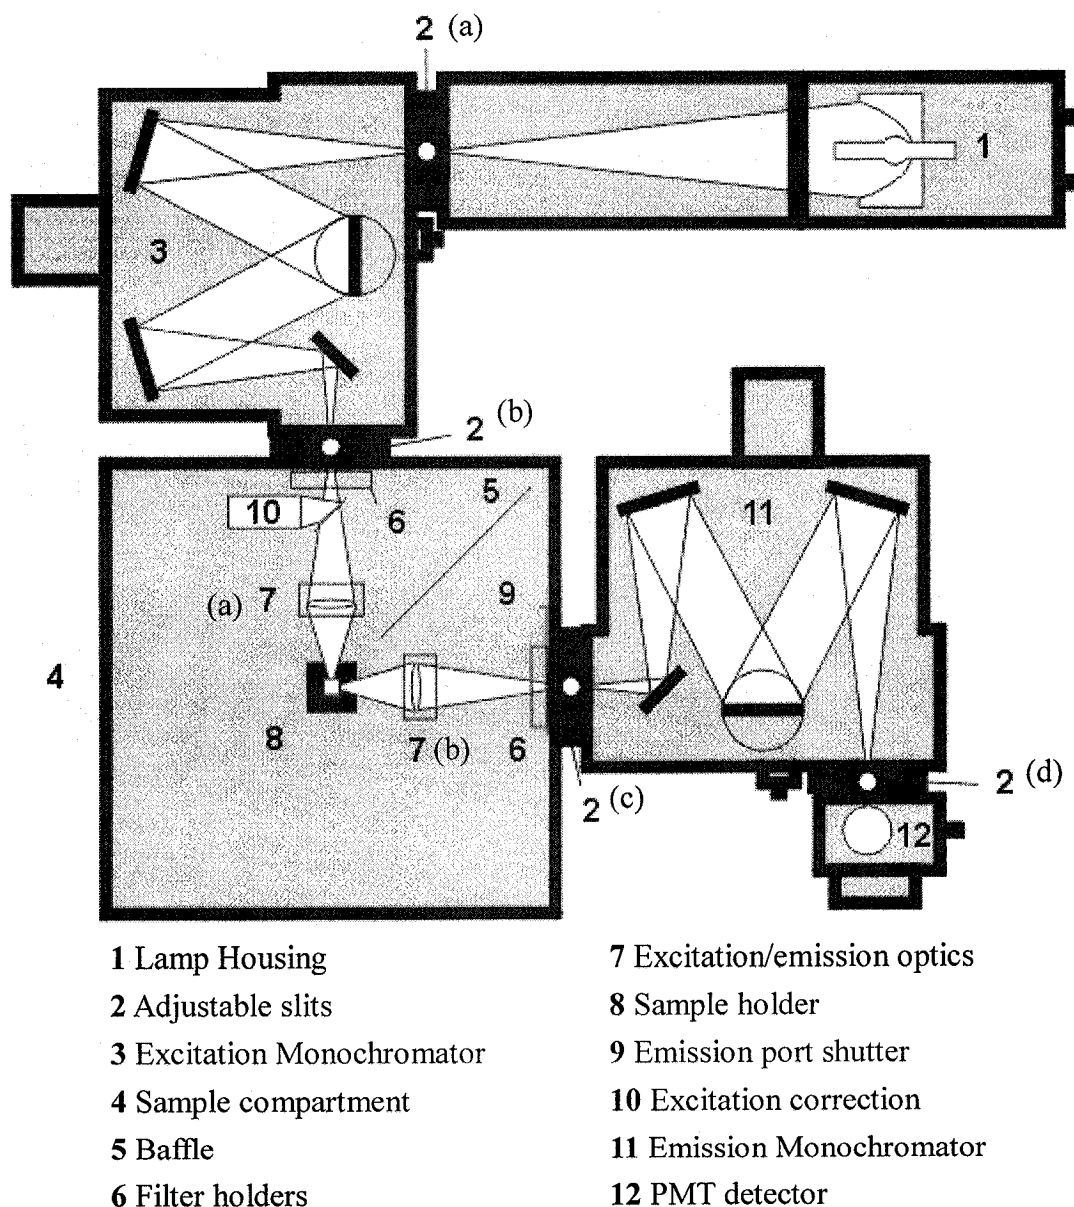 2 (a)
1
3
2 (b)
10
6
5
11
(a) 7
9
4
8
7 (b)
6
2 (c)
2 (d)
12
1 Lamp Housing
2 Adjustable slits
3 Excitation Monochromator
4 Sample compartment
5 Baffle
6 Filter holders
7 Excitation/emission optics
8 Sample holder
9 Emission port shutter
10 Excitation correction
11 Emission Monochromator
12 PMT detector